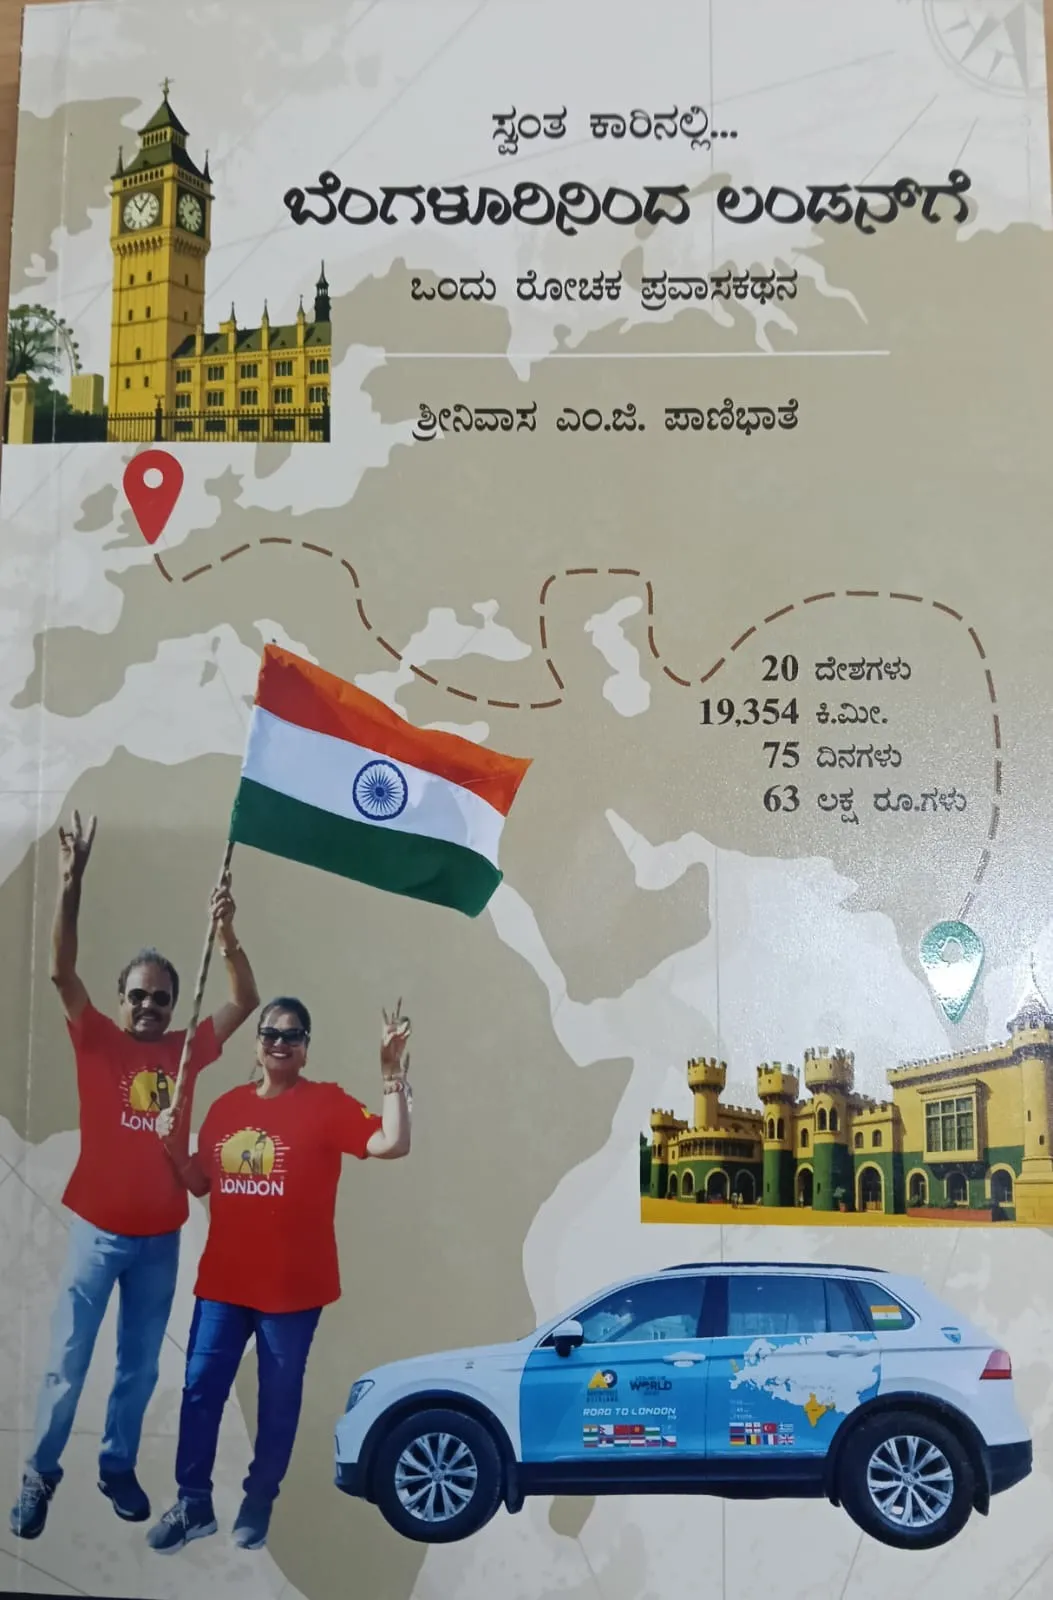 ಸ್ವಂತ ಕಾರಿನಲ್ಲಿ...
ಬೆಂಗಳೂರಿನಿಂದ ಲಂಡನ್‌ಗೆ
ಒಂದು ರೋಚಕ ಪ್ರವಾಸಕಥನ
ಶ್ರೀನಿವಾಸ ಎಂ.ಜಿ. ಪಾಣಿಭಾತೆ
20 ದೇಶಗಳು
19,354 ಕಿ.ಮೀ.
75 ದಿನಗಳು
63 ಲಕ್ಷ ರೂ.ಗಳು
LONDON
WORLD
ROAD TO LONDON